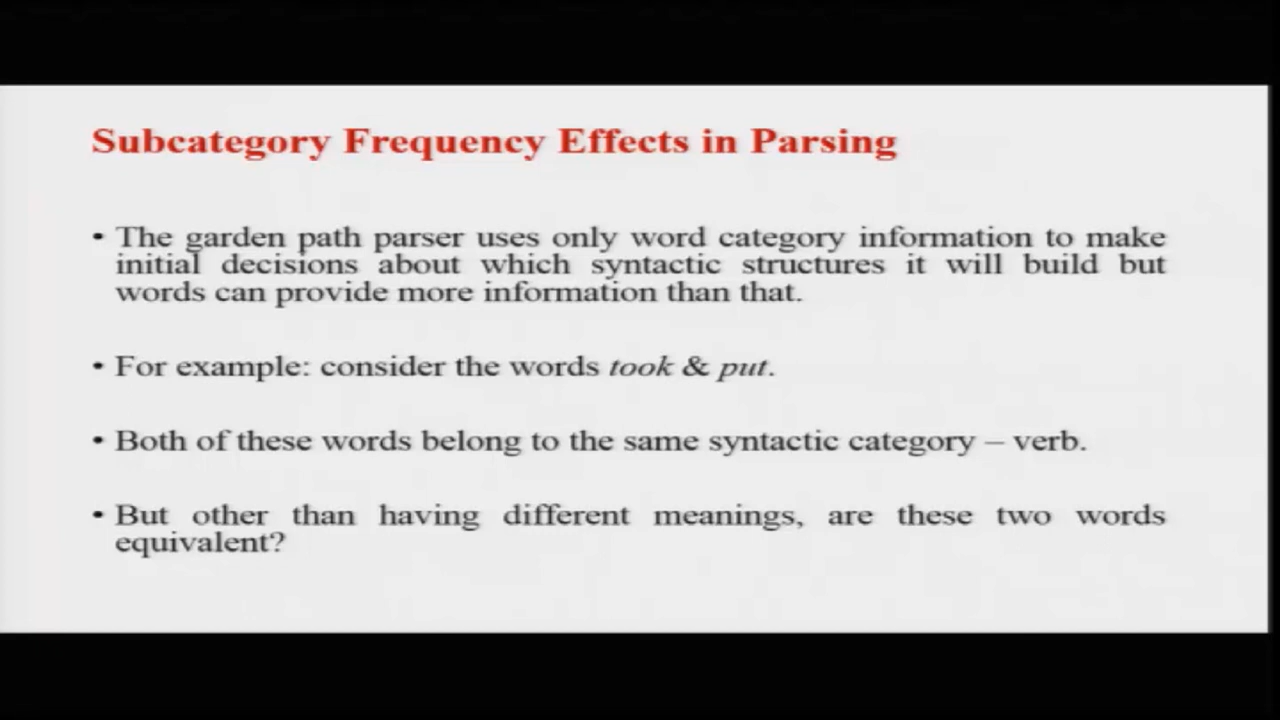 Subcategory Frequency Effects in Parsing
• The garden path parser uses only word category information to make
initial decisions about which syntactic structures it will build but
words can provide more information than that.
• For example: consider the words took & put.
• Both of these words belong to the same syntactic category – verb.
• But other than having different meanings, are these two words
equivalent?